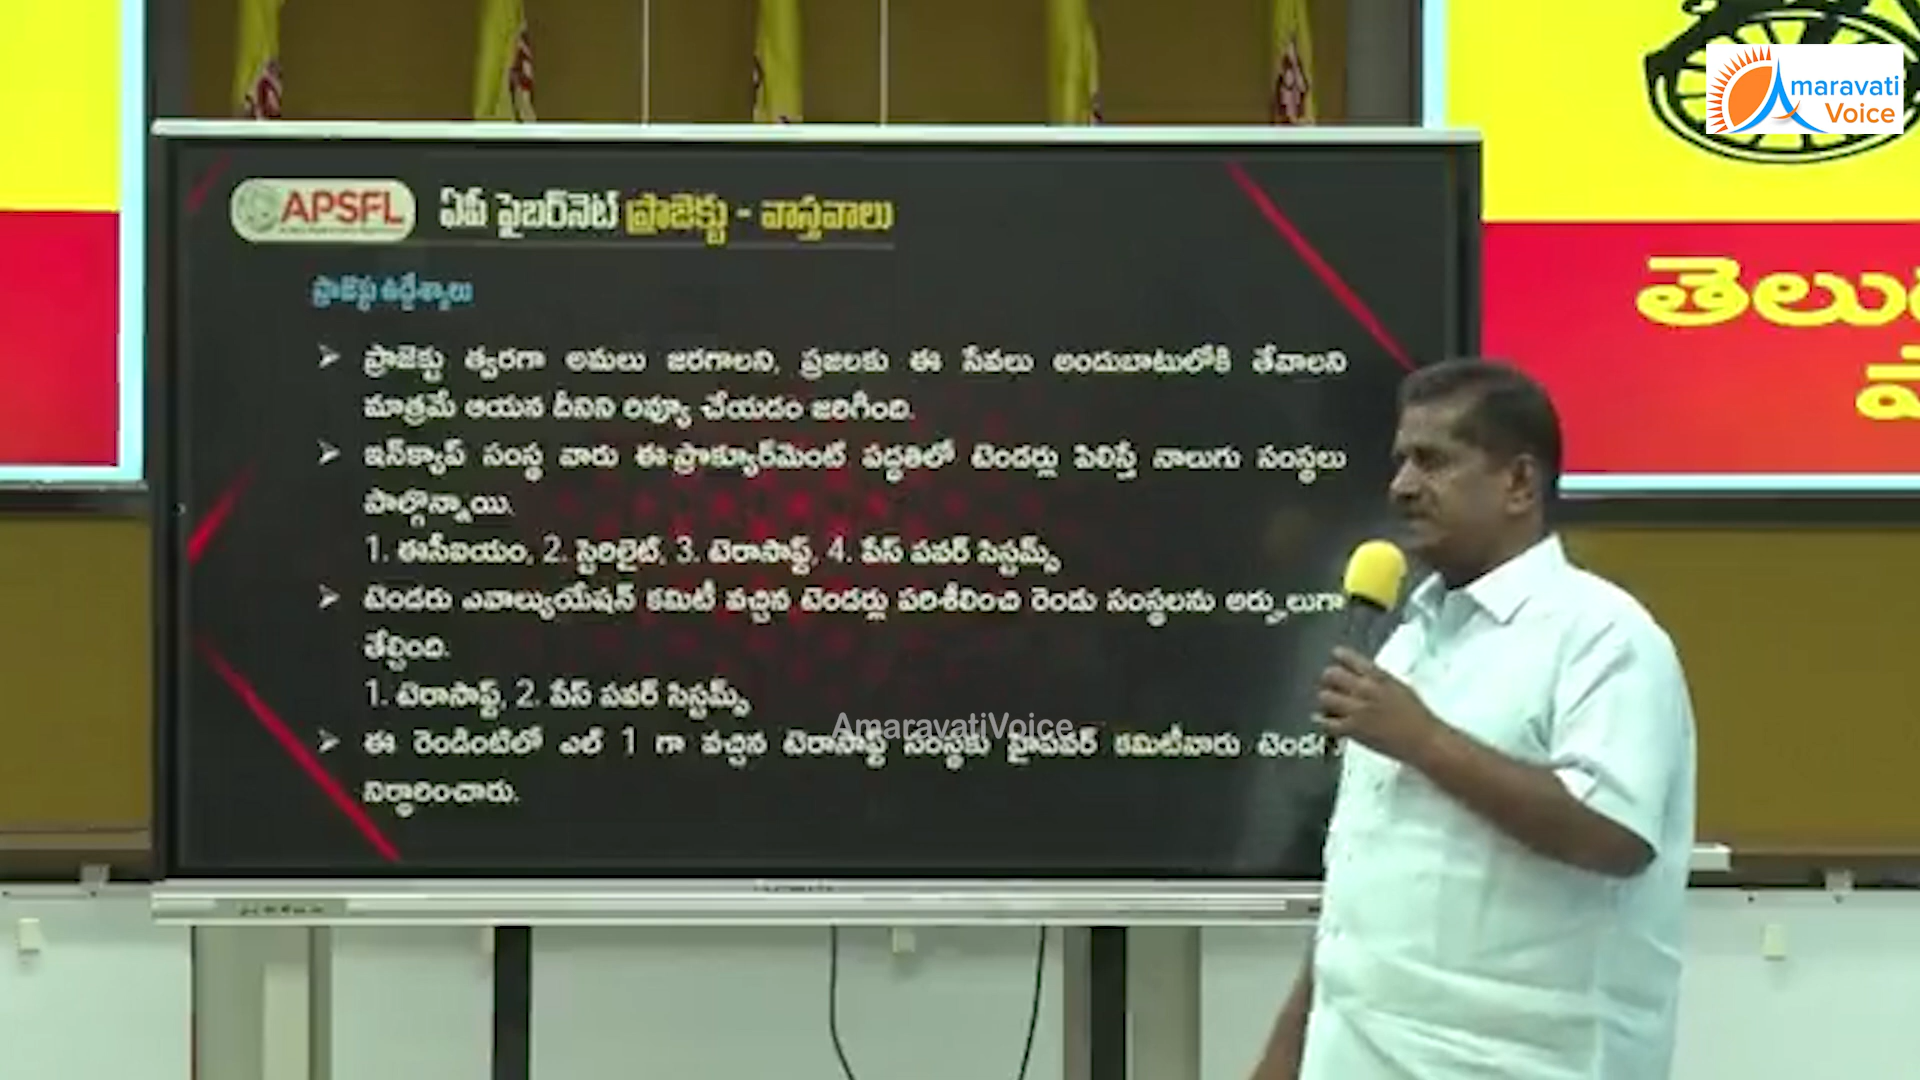 maravati
Voice
APSFL
ఏపీ ఫైబర్‌నెట్ ప్రాజెక్టు - వాస్తవాలు
ప్రాజెక్టు ఉద్దేశ్యాలు
ప్రాజెక్టు త్వరగా అమలు జరగాలని, ప్రజలకు ఈ సేవలు అందుబాటులోకి తేవాలని
మాత్రమే ఆయన దీనిని రివ్యూ చేయడం జరిగింది.
ఇన్‌క్యాప్ సంస్థ వారు ఈ-ప్రొక్యూర్‌మెంట్ పద్ధతిలో టెండర్లు పిలిస్తే నాలుగు సంస్థలు
పాల్గొన్నాయి.
1. ఈసీఐయం, 2. స్టెరిలైట్, 3. టెరాసాఫ్ట్, 4. పేస్ పవర్ సిస్టమ్స్
టెండరు ఎవాల్యుయేషన్ కమిటీ వచ్చిన టెండర్లు పరిశీలించి రెండు సంస్థలను అర్హులుగా
తేల్చింది.
1. టెరాసాఫ్ట్, 2. పేస్ పవర్ సిస్టమ్స్
ఈ రెండింటిలో ఎల్ 1 గా వచ్చిన టెరాసాఫ్ట్ సంస్థకు హైపవర్ కమిటీవారు
నిర్ధారించారు.
AmaravatiVoice